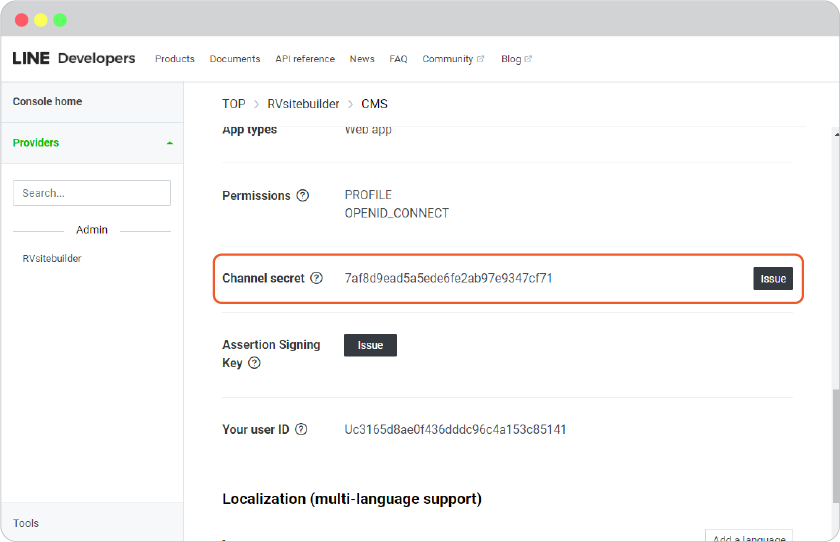 LINE Developers Products Documents API reference News FAQ Community Blog
Console home
Providers
Search...
Admin
RVsitebuilder
Tools
TOP > RVsitebuilder > CMS
App types Web app
Permissions ? PROFILE
OPENID_CONNECT
Channel secret ? 7af8d9ead5a5ede6fe2ab97e9347cf71 Issue
Assertion Signing Issue
Key ?
Your user ID ? Uc3165d8ae0f436dddc96c4a153c85141
Localization (multi-language support)
Add a language